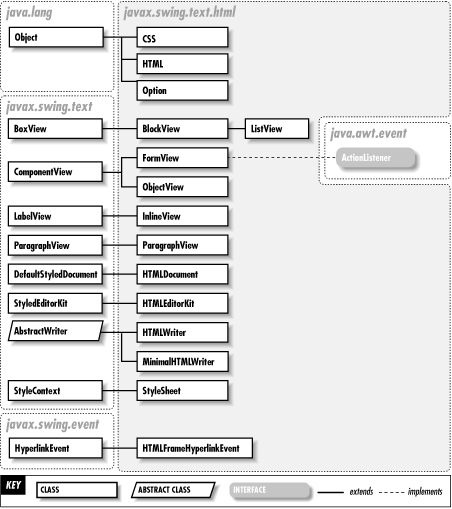 java.lang
javax.swing.text.html
Object
CSS
HTML
Option
javax.swing.text
BoxView
BlockView
ListView
java.awt.event
ComponentView
FormView
ActionListener
ObjectView
LabelView
InlineView
ParagraphView
ParagraphView
DefaultStyledDocument
HTMLDocument
StyledEditorKit
HTMLEditorKit
AbstractWriter
HTMLWriter
MinimalHTMLWriter
StyleContext
StyleSheet
javax.swing.event
HyperlinkEvent
HTMLFrameHyperlinkEvent
KEY
CLASS
ABSTRACT CLASS
INTERFACE
extends
implements